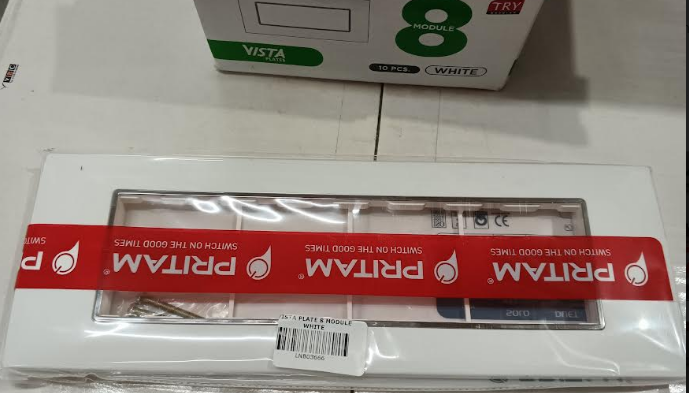 TRY
8
MODULE
VISTA
PLATES
10 PCS.
WHITE
SWITCH ON THE GOOD TIMES
PRITAM®
SWITCH ON THE GOOD TIMES
PRITAM®
SWITCH ON THE GOOD TIMES
PRITAM®
SWIT
P
CE
VISTA PLATE 8 MODULE
WHITE